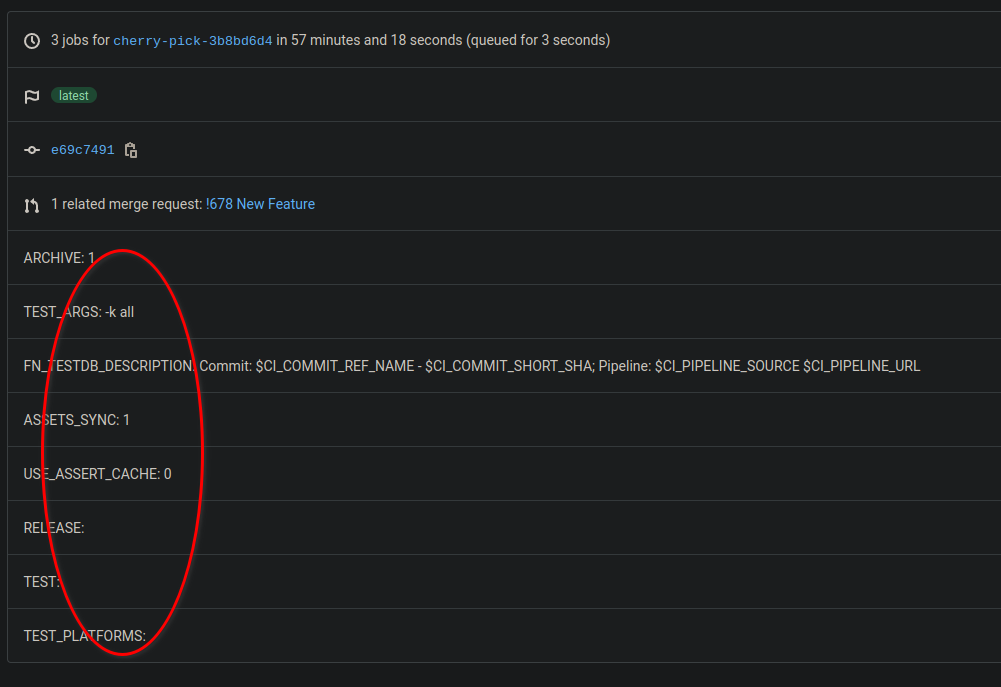 3 jobs for cherry-pick-3b8bd6d4 in 57 minutes and 18 seconds (queued for 3 seconds)
latest
e69c7491
1 related merge request: !678 New Feature
ARCHIVE: 1
TEST_ARGS: -k all
FN_TESTDB_DESCRIPTION: Commit: $CI_COMMIT_REF_NAME - $CI_COMMIT_SHORT_SHA; Pipeline: $CI_PIPELINE_SOURCE $CI_PIPELINE_URL
ASSETS_SYNC: 1
USE_ASSERT_CACHE: 0
RELEASE:
TEST:
TEST_PLATFORMS: